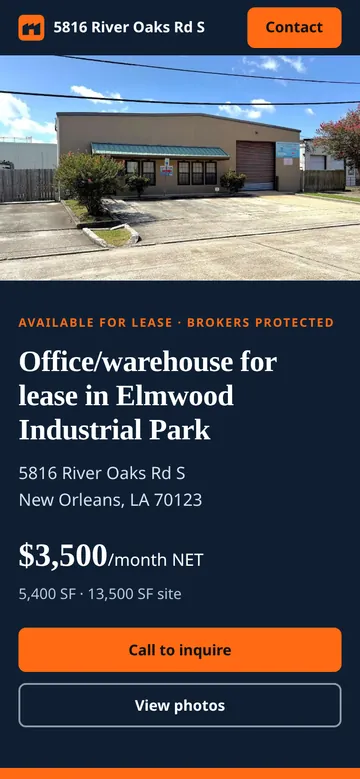 5816 River Oaks Rd S
Contact
AVAILABLE FOR LEASE · BROKERS PROTECTED
Office/warehouse for
lease in Elmwood
Industrial Park
5816 River Oaks Rd S
New Orleans, LA 70123
$3,500/month NET
5,400 SF · 13,500 SF site
Call to inquire
View photos